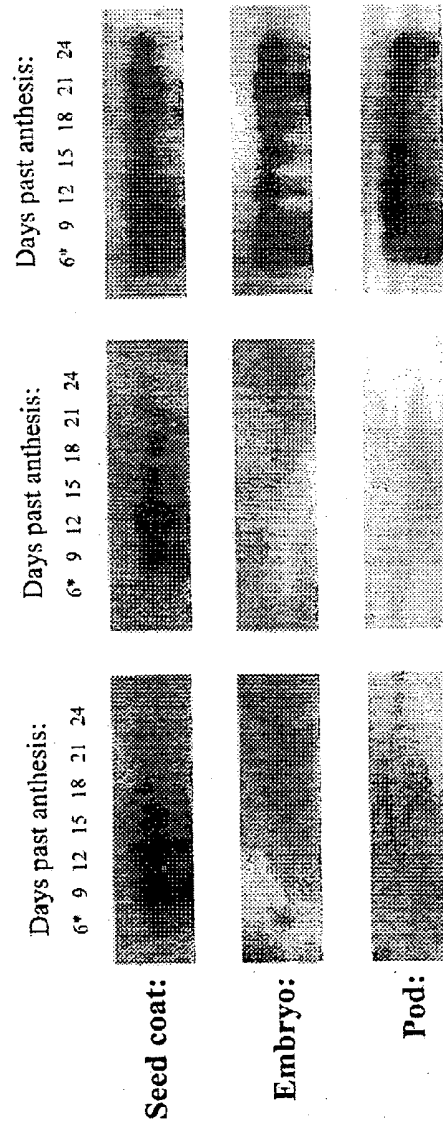 Days past anthesis:
6* 9 12 15 18 21 24
Days past anthesis:
6* 9 12 15 18 21 24
Days past anthesis:
6* 9 12 15 18 21 24
Seed coat:
Embryo:
Pod: